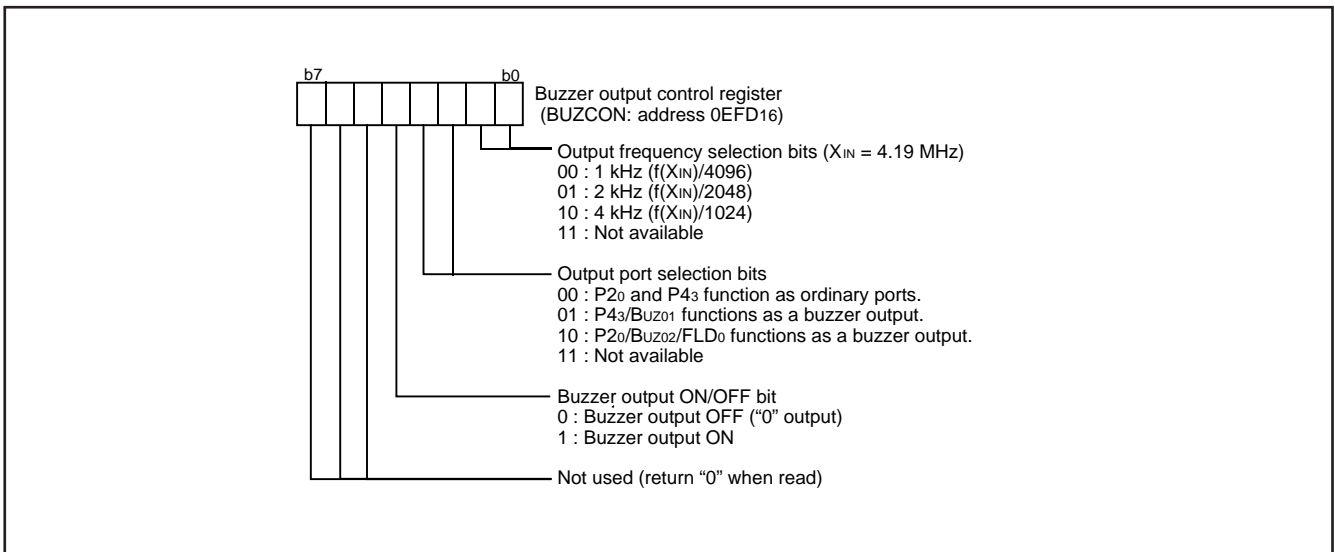 b7 b0
Buzzer output control register
(BUZCON: address 0EFD16)
Output frequency selection bits (XIN = 4.19 MHz)
00 : 1 kHz (f(XIN)/4096)
01 : 2 kHz (f(XIN)/2048)
10 : 4 kHz (f(XIN)/1024)
11 : Not available
Output port selection bits
00 : P20 and P43 function as ordinary ports.
01 : P43/BUZ01 functions as a buzzer output.
10 : P20/BUZ02/FLD0 functions as a buzzer output.
11 : Not available
Buzzer output ON/OFF bit
0 : Buzzer output OFF (“0” output)
1 : Buzzer output ON
Not used (return “0” when read)